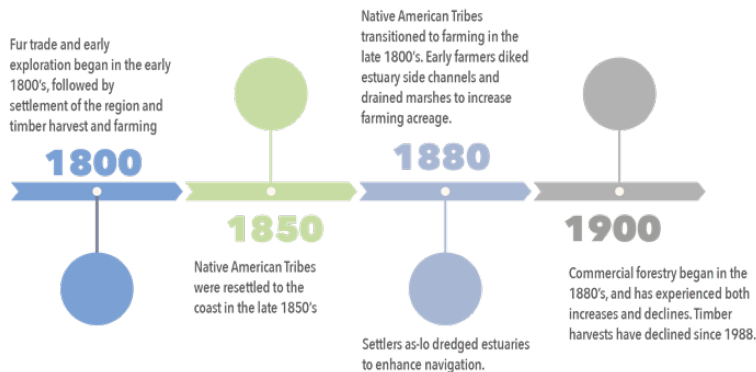 Fur trade and early
exploration began in the early
1800's, followed by
settlement of the region and
timber harvest and farming
1800
1850
Native American Tribes
were resettled to the
coast in the late 1850's
Native American Tribes
transitioned to farming in the
late 1800's. Early farmers diked
estuary side channels and
drained marshes to increase
farming acreage.
1880
Settlers as-lo dredged estuaries
to enhance navigation.
1900
Commercial forestry began in the
1880's, and has experienced both
increases and declines. Timber
harvests have declined since 1988.